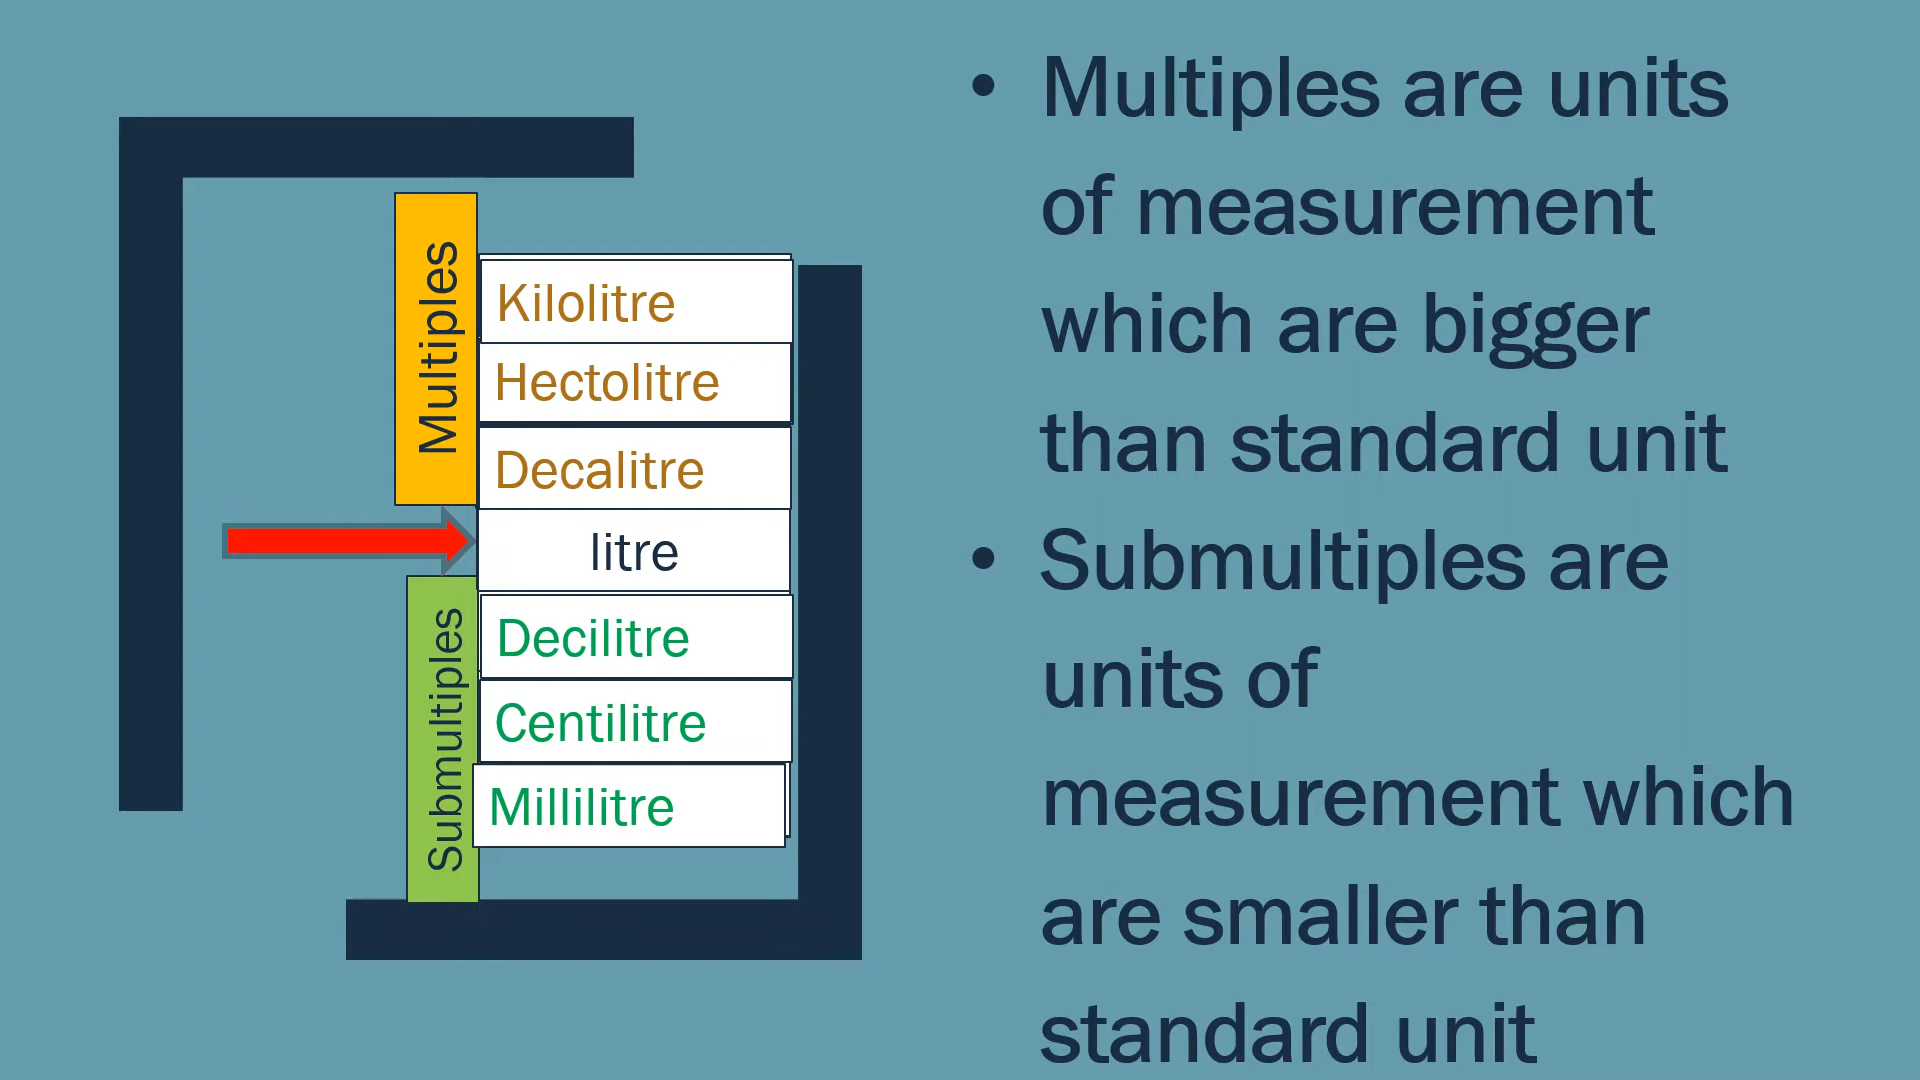 Multiples
Kilolitre
Hectolitre
Decalitre
litre
Submultiples
Decilitre
Centilitre
Millilitre
• Multiples are units
of measurement
which are bigger
than standard unit
• Submultiples are
units of
measurement which
are smaller than
standard unit